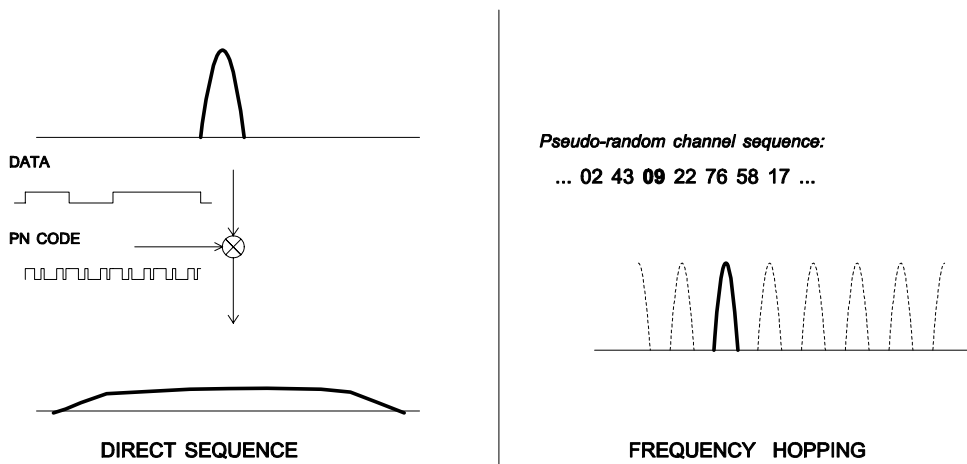 DATA
PN CODE
DIRECT SEQUENCE
Pseudo-random channel sequence:
... 02 43 09 22 76 58 17 ...
FREQUENCY HOPPING